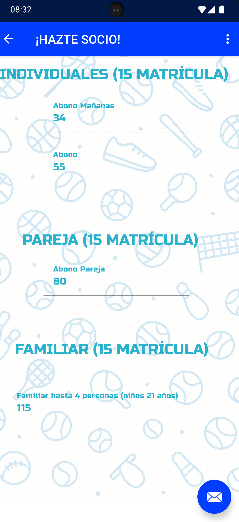 08:32
¡HAZTE SOCIO!
INDIVIDUALES (15 MATRÍCULA)
Abono Mañanas
34
Abono
55
PAREJA (15 MATRÍCULA)
Abono Pareja
80
FAMILIAR (15 MATRÍCULA)
Familiar hasta 4 personas (niños 21 años)
115